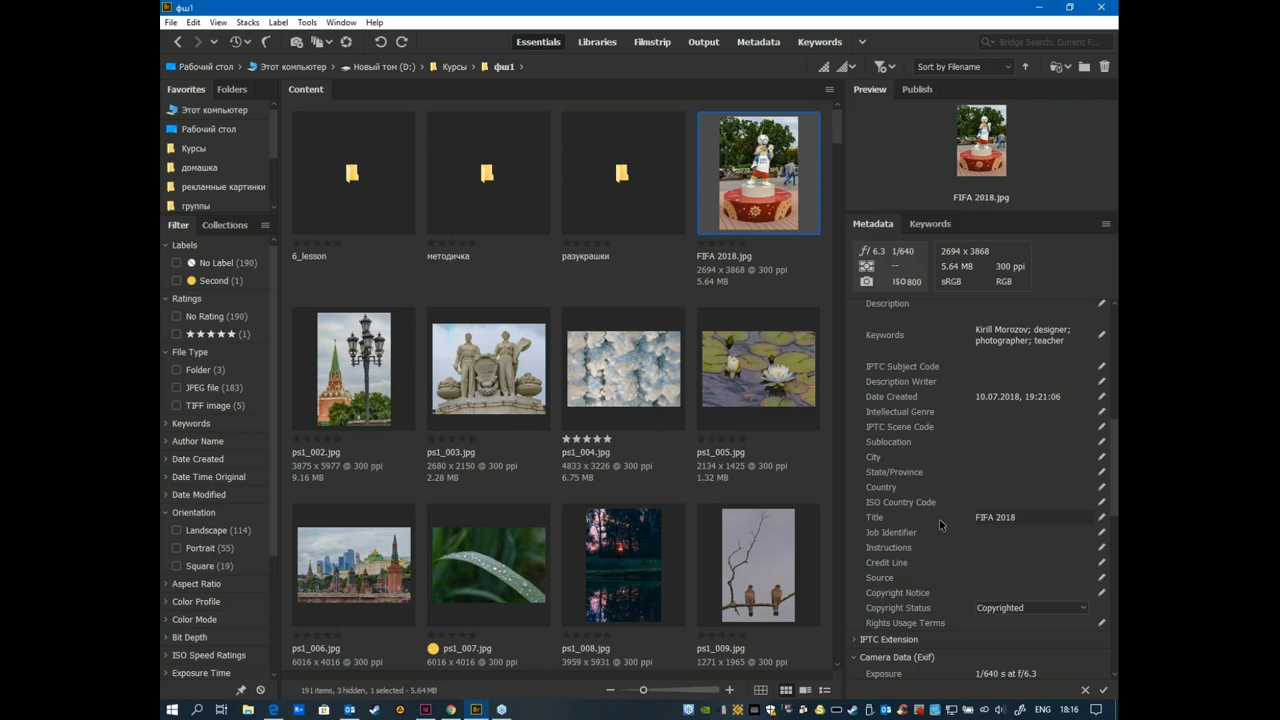 Br фш1
File Edit View Stacks Label Tools Window Help
Essentials Libraries Filmstrip Output Metadata Keywords Bridge Search: Current F...
Рабочий стол Этот компьютер Новый том (D:) Курсы фш1 Sort by Filename
Favorites Folders
Этот компьютер
Рабочий стол
Курсы
домашка
рекламные картинки
группы
Filter Collections
Labels
No Label (190)
Second (1)
Ratings
No Rating (190)
★★★★★ (1)
File Type
Folder (3)
JPEG file (183)
TIFF image (5)
Keywords
Author Name
Date Created
Date Time Original
Date Modified
Orientation
Landscape (114)
Portrait (55)
Square (19)
Aspect Ratio
Color Profile
Color Mode
Bit Depth
ISO Speed Ratings
Exposure Time
Content
6_lesson
методичка
разукрашки
FIFA 2018.jpg
2694 x 3868 @ 300 ppi
5.64 MB
ps1_002.jpg
3875 x 5977 @ 300 ppi
9.16 MB
ps1_003.jpg
2680 x 2150 @ 300 ppi
2.28 MB
★★★★★
ps1_004.jpg
4833 x 3226 @ 300 ppi
6.75 MB
ps1_005.jpg
2134 x 1425 @ 300 ppi
1.32 MB
ps1_006.jpg
6016 x 4016 @ 300 ppi
ps1_007.jpg
6016 x 4016 @ 300 ppi
ps1_008.jpg
3959 x 5931 @ 300 ppi
ps1_009.jpg
1271 x 1965 @ 300 ppi
191 items, 3 hidden, 1 selected - 5.64 MB
Preview Publish
FIFA 2018.jpg
Metadata Keywords
f/ 6.3 1/640
--
ISO800
2694 x 3868
5.64 MB 300 ppi
sRGB RGB
Description
Keywords Kirill Morozov; designer;
photographer; teacher
IPTC Subject Code
Description Writer
Date Created 10.07.2018, 19:21:06
Intellectual Genre
IPTC Scene Code
Sublocation
City
State/Province
Country
ISO Country Code
Title FIFA 2018
Job Identifier
Instructions
Credit Line
Source
Copyright Notice
Copyright Status Copyrighted
Rights Usage Terms
IPTC Extension
Camera Data (Exif)
Exposure 1/640 s at f/6.3
ENG 18:16